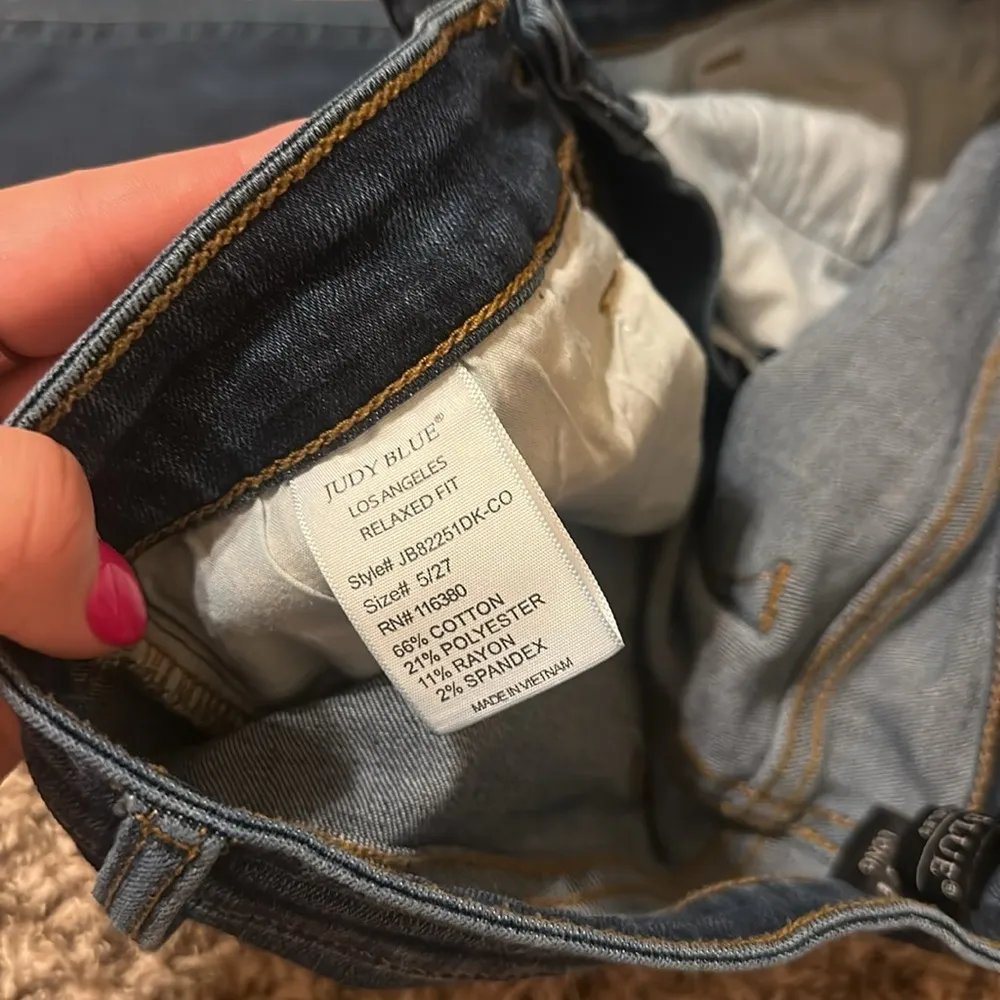 JUDY BLUE®
LOS ANGELES
RELAXED FIT
Style# JB82251DK-CO
Size# 5/27
RN# 116380
66% COTTON
21% POLYESTER
11% RAYON
2% SPANDEX
MADE IN VIETNAM
BLUE®